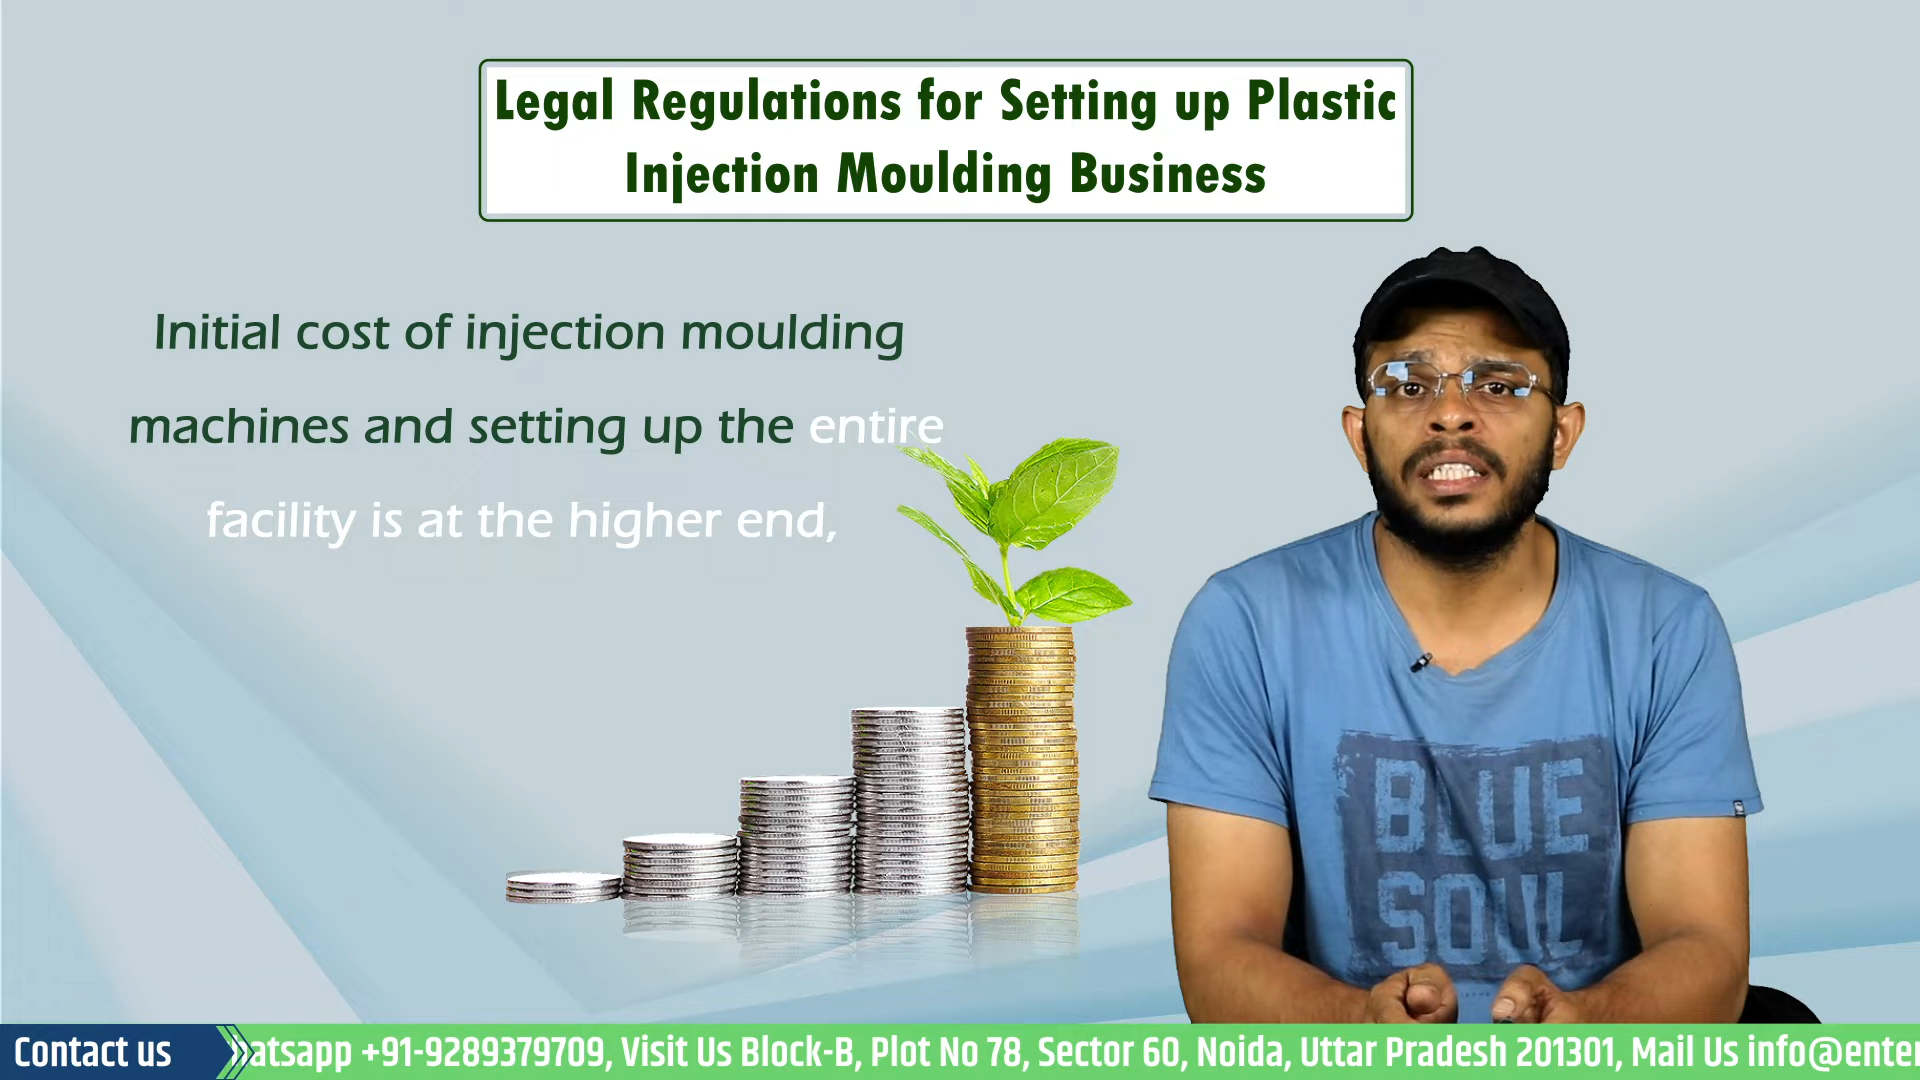 Legal Regulations for Setting up Plastic
Injection Moulding Business
Initial cost of injection moulding
machines and setting up the entire
facility is at the higher end,
BLUE
SOUL
Contact us
atsapp +91-9289379709, Visit Us Block-B, Plot No 78, Sector 60, Noida, Uttar Pradesh 201301, Mail Us info@enter